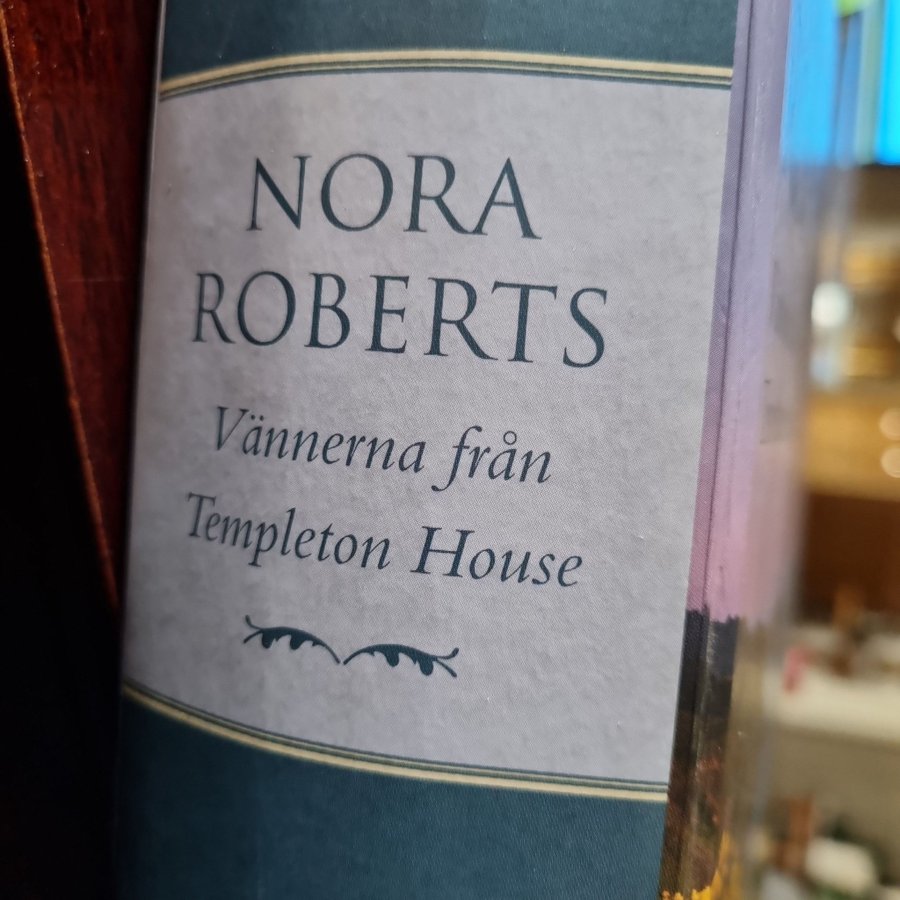 NORA
ROBERTS
Vännerna från
Templeton House